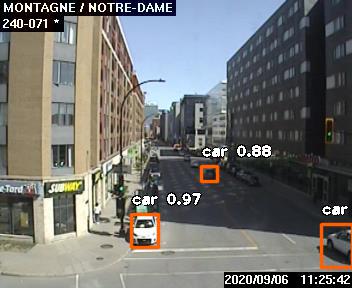 MONTAGNE / NOTRE-DAME
240-071 *
car 0.88
-Tard
SUBWAY
car 0.97
car
2020/09/06 11:25:42